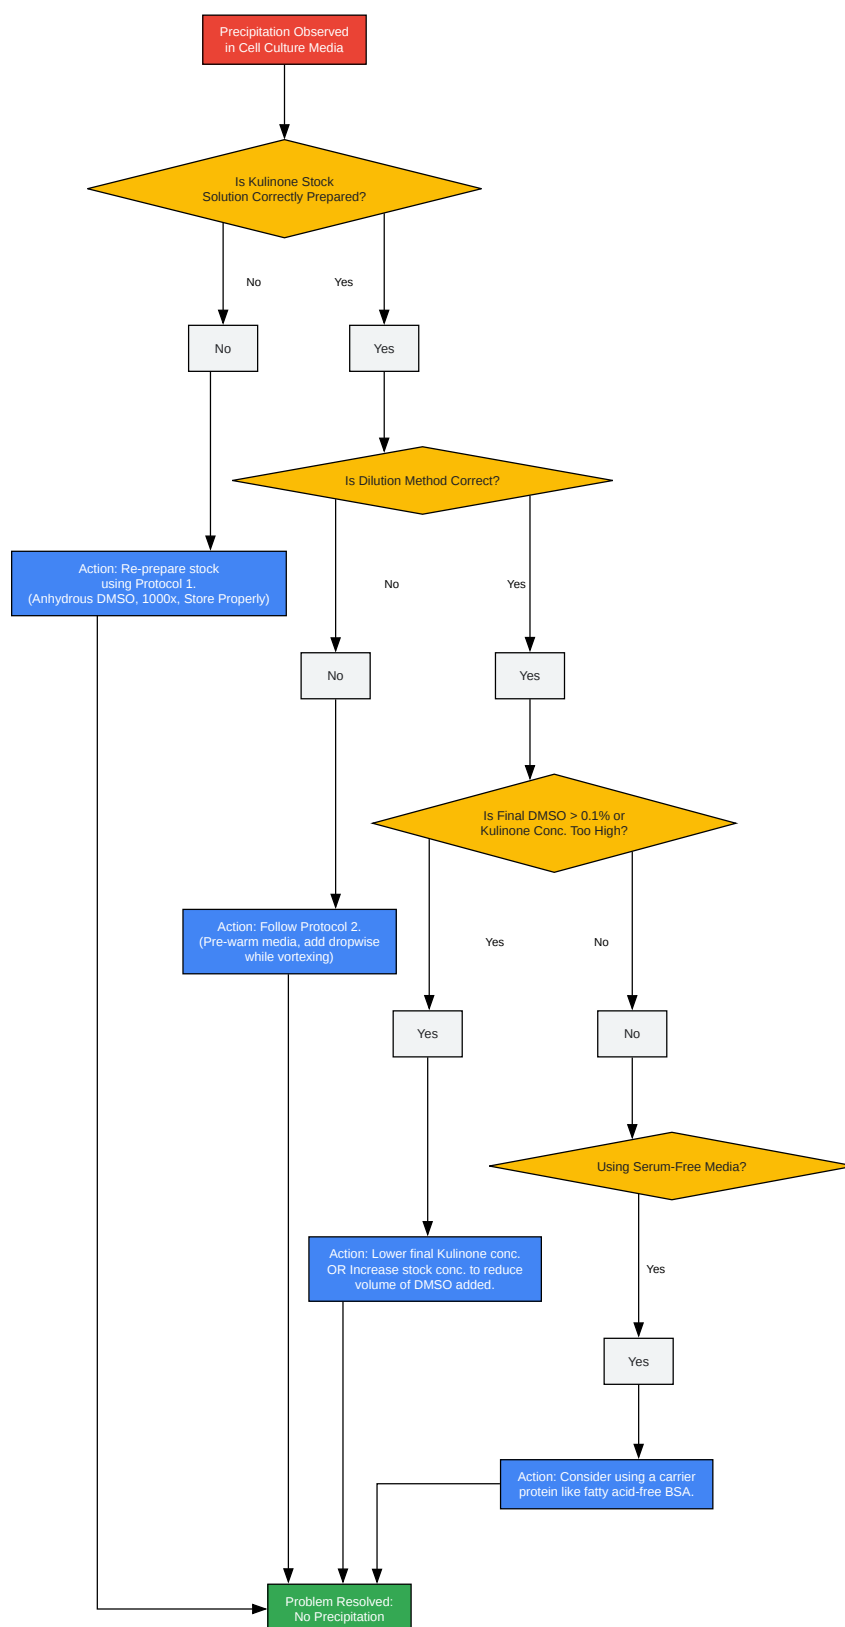 Precipitation Observed
in Cell Culture Media
Is Kulinone Stock
Solution Correctly Prepared?
No
Yes
No
Yes
Is Dilution Method Correct?
Action: Re-prepare stock
using Protocol 1.
(Anhydrous DMSO, 1000x, Store Properly)
No
Yes
No
Yes
Is Final DMSO > 0.1% or
Kulinone Conc. Too High?
Action: Follow Protocol 2.
(Pre-warm media, add dropwise
while vortexing)
Yes
No
Yes
No
Using Serum-Free Media?
Action: Lower final Kulinone conc.
OR Increase stock conc. to reduce
volume of DMSO added.
Yes
Yes
Action: Consider using a carrier
protein like fatty acid-free BSA.
Problem Resolved:
No Precipitation